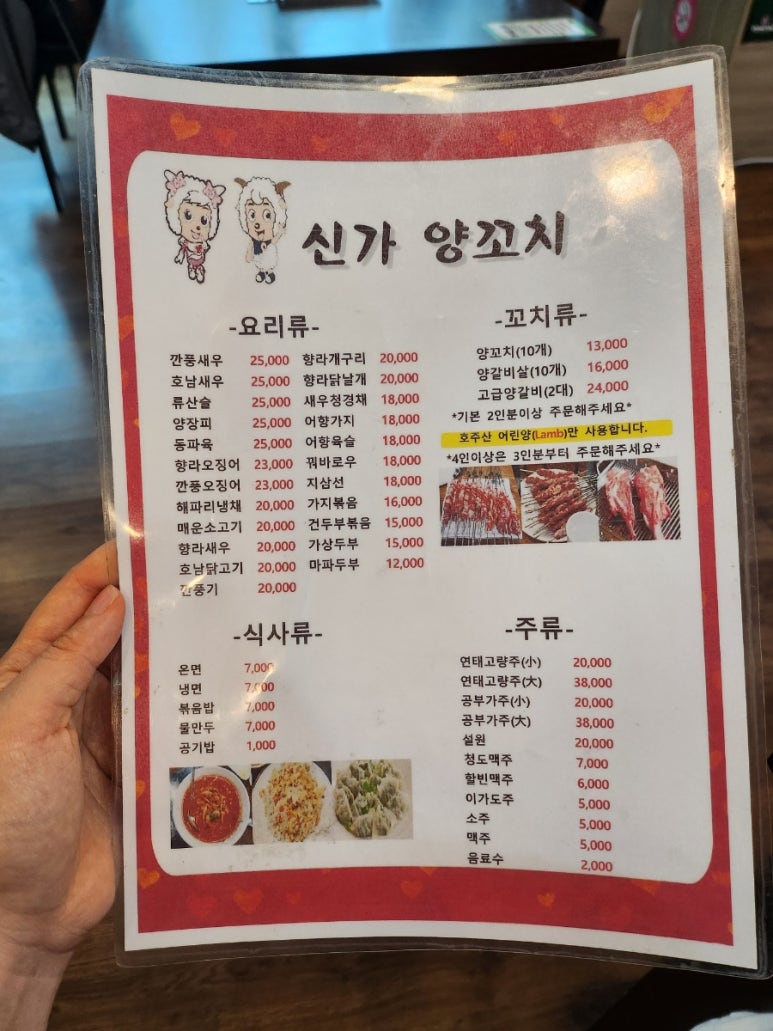 신가 양꼬치
-요리류-
깐풍새우 25,000
호남새우 25,000
류산슬 25,000
양장피 25,000
동파육 25,000
향라오징어 23,000
깐풍오징어 23,000
해파리냉채 20,000
매운소고기 20,000
향라새우 20,000
호남닭고기 20,000
깐풍기 20,000
향라개구리 20,000
향라닭날개 20,000
새우청경채 18,000
어향가지 18,000
어향육슬 18,000
꿔바로우 18,000
지삼선 18,000
가지볶음 16,000
건두부볶음 15,000
가상두부 15,000
마파두부 12,000
-꼬치류-
양꼬치(10개) 13,000
양갈비살(10개) 16,000
고급양갈비(2대) 24,000
*기본 2인분이상 주문해주세요*
호주산 어린양(Lamb)만 사용합니다.
*4인이상은 3인분부터 주문해주세요*
-식사류-
온면 7,000
냉면 7,000
볶음밥 7,000
물만두 7,000
공기밥 1,000
-주류-
연태고량주(小) 20,000
연태고량주(大) 38,000
공부가주(小) 20,000
공부가주(大) 38,000
설원 20,000
청도맥주 7,000
할빈맥주 6,000
이가도주 5,000
소주 5,000
맥주 5,000
음료수 2,000